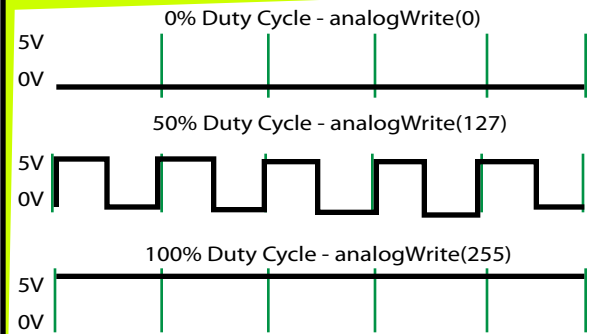 0% Duty Cycle - analogWrite(0)
5V
0V
50% Duty Cycle - analogWrite(127)
5V
0V
100% Duty Cycle - analogWrite(255)
5V
0V